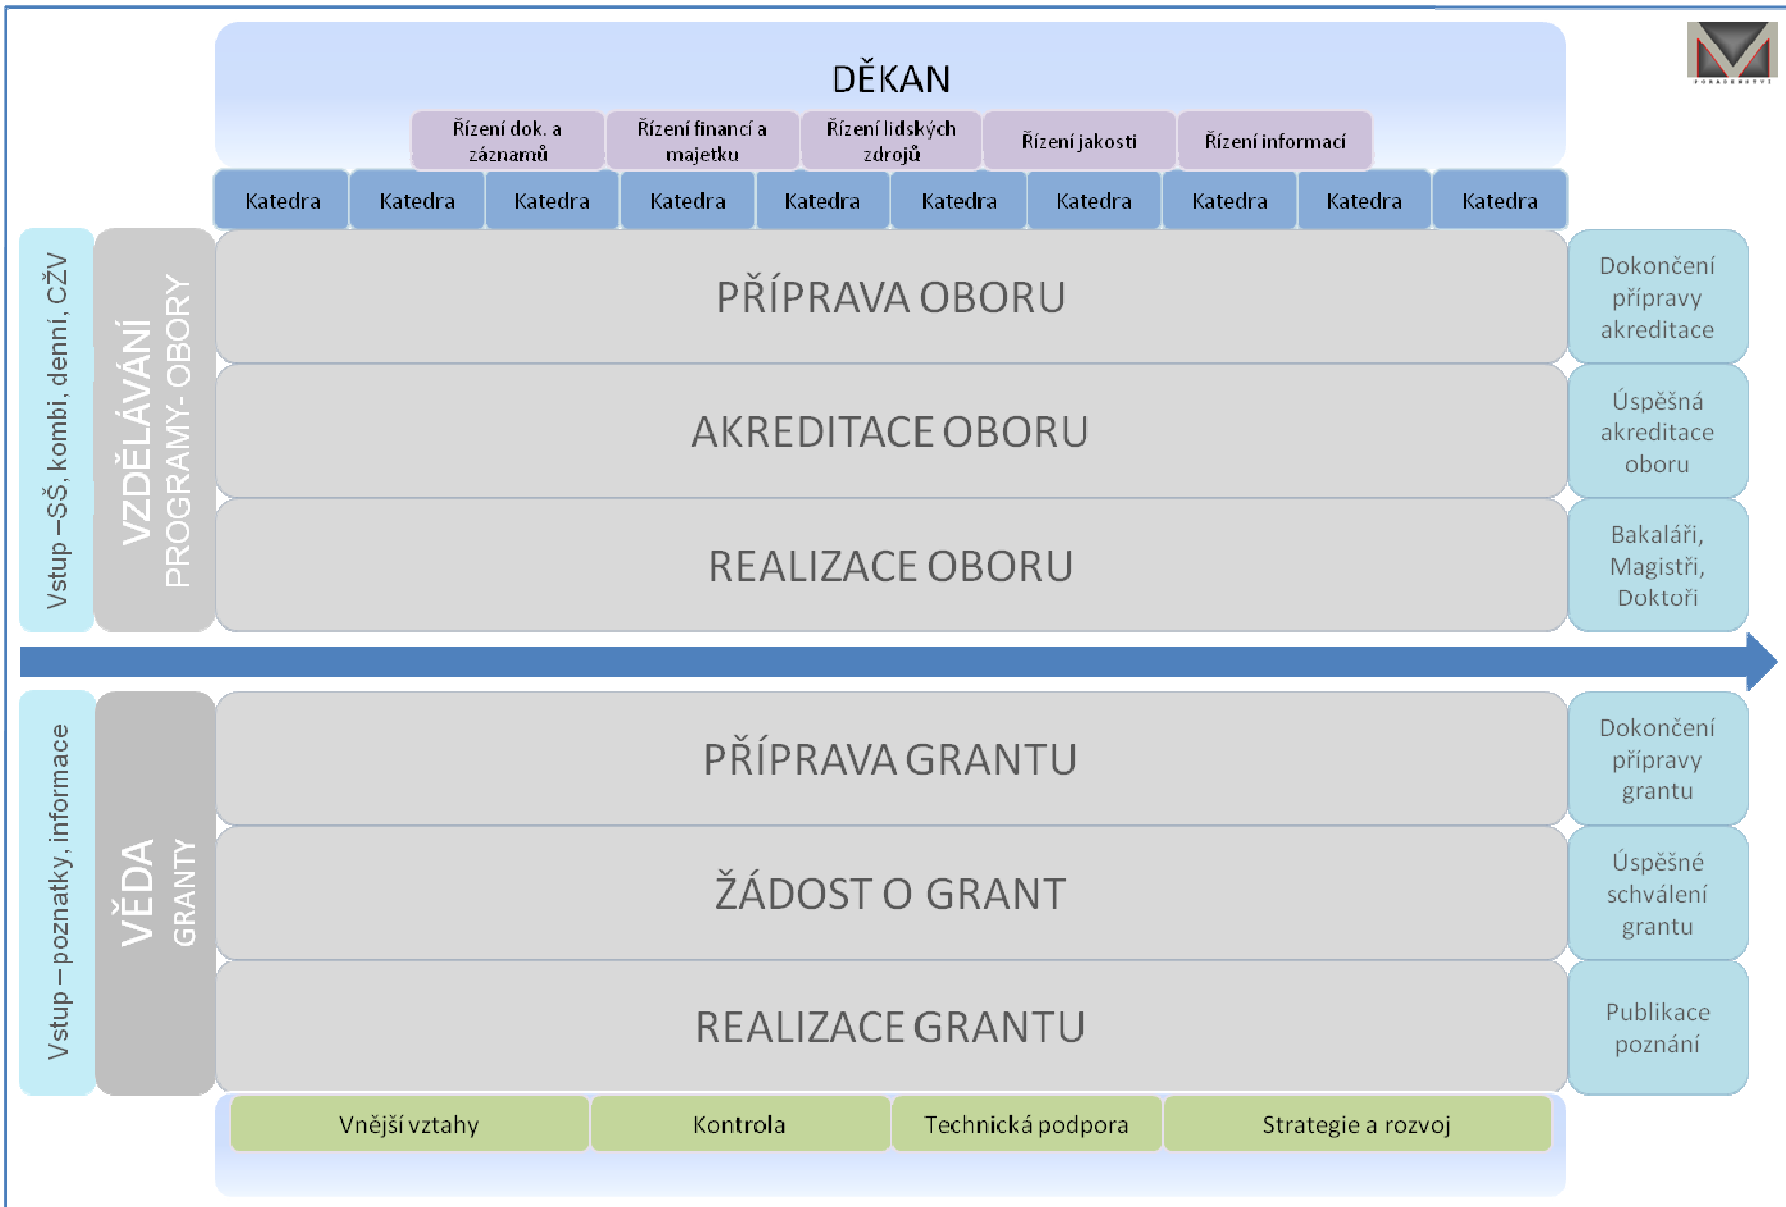 DĚKAN
PORADENSTVÍ
Řízení dok. a
záznamů
Řízení financí a
majetku
Řízení lidských
zdrojů
Řízení jakosti
Řízení informací
Katedra
Katedra
Katedra
Katedra
Katedra
Katedra
Katedra
Katedra
Katedra
Katedra
Vstup –SŠ, kombi, denní, CŽV
VZDĚLÁVÁNÍ
PROGRAMY- OBORY
PŘÍPRAVA OBORU
Dokončení
přípravy
akreditace
AKREDITACE OBORU
Úspěšná
akreditace
oboru
REALIZACE OBORU
Bakaláři,
Magistři,
Doktoři
Vstup – poznatky, informace
VĚDA
GRANTY
PŘÍPRAVA GRANTU
Dokončení
přípravy
grantu
ŽÁDOST O GRANT
Úspěšné
schválení
grantu
REALIZACE GRANTU
Publikace
poznání
Vnější vztahy
Kontrola
Technická podpora
Strategie a rozvoj